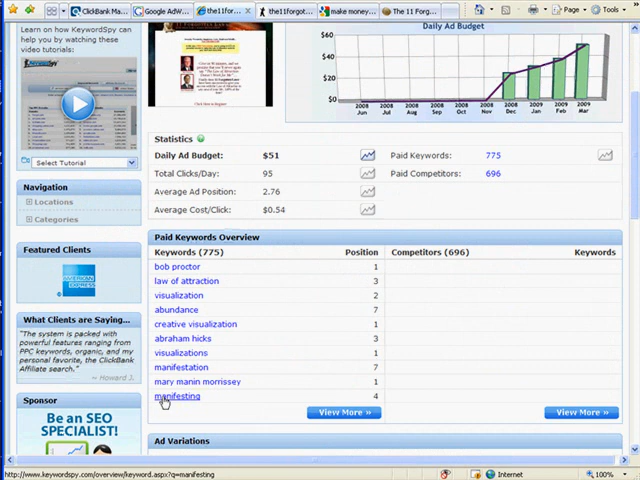 ClickBank Ma...
Google AdW...
the11for...
the11forgot...
make money...
The 11 Forg...
Page
Tools
Learn on how KeywordSpy can
help you by watching these
video tutorials:
Select Tutorial
Navigation
Locations
Categories
Featured Clients
AMERICAN
EXPRESS
What Clients are Saying...
"The system is packed with
powerful features ranging from
PPC keywords, organic, and my
personal favorite, the ClickBank
Affiliate search."
~ Howard J.
Sponsor
Be an SEO
SPECIALIST!
Daily Ad Budget
$60
$40
$20
$0
2008 2008 2008 2008 2008 2008 2008 2009 2009 2009
Jun Jul Aug Sep Oct Nov Dec Jan Feb Mar
Statistics
Daily Ad Budget: $51 Paid Keywords: 775
Total Clicks/Day: 95 Paid Competitors: 696
Average Ad Position: 2.76
Average Cost/Click: $0.54
Paid Keywords Overview
Keywords (775) Position Competitors (696) Keywords
bob proctor 1
law of attraction 3
visualization 2
abundance 7
creative visualization 1
abraham hicks 3
visualizations 1
manifestation 7
mary manin morrissey 1
manifesting 4
View More »
View More »
Ad Variations
http://www.keywordspy.com/overview/keyword.aspx?q=manifesting
Internet
100%